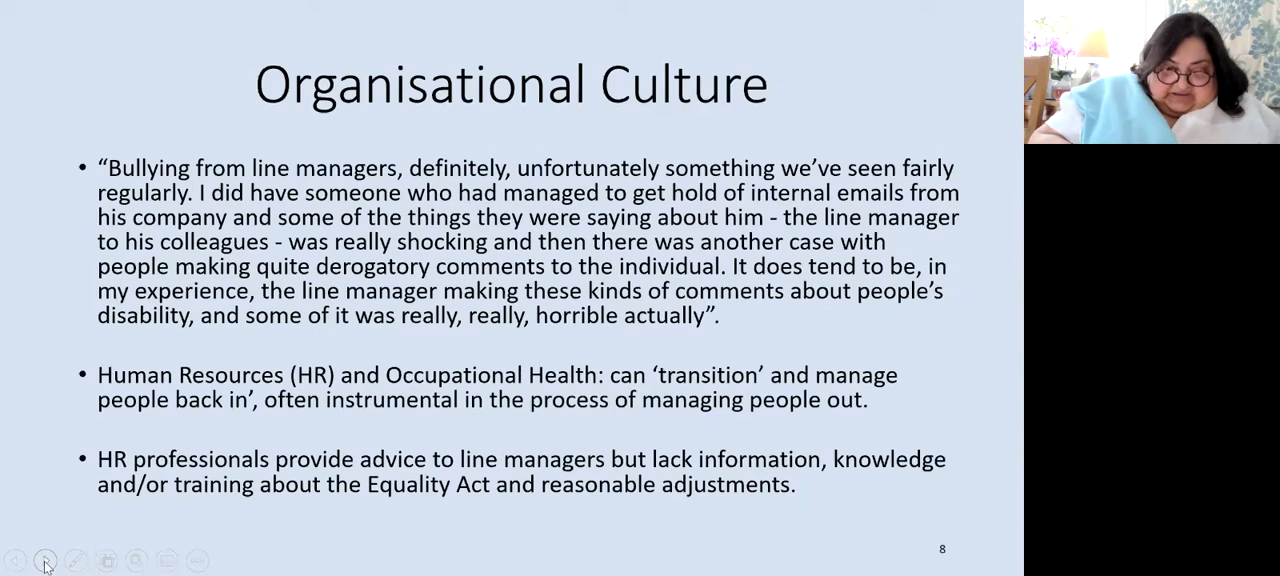 Organisational Culture
• “Bullying from line managers, definitely, unfortunately something we’ve seen fairly
regularly. I did have someone who had managed to get hold of internal emails from
his company and some of the things they were saying about him - the line manager
to his colleagues - was really shocking and then there was another case with
people making quite derogatory comments to the individual. It does tend to be, in
my experience, the line manager making these kinds of comments about people’s
disability, and some of it was really, really, horrible actually”.
• Human Resources (HR) and Occupational Health: can ‘transition’ and manage
people back in’, often instrumental in the process of managing people out.
• HR professionals provide advice to line managers but lack information, knowledge
and/or training about the Equality Act and reasonable adjustments.
8